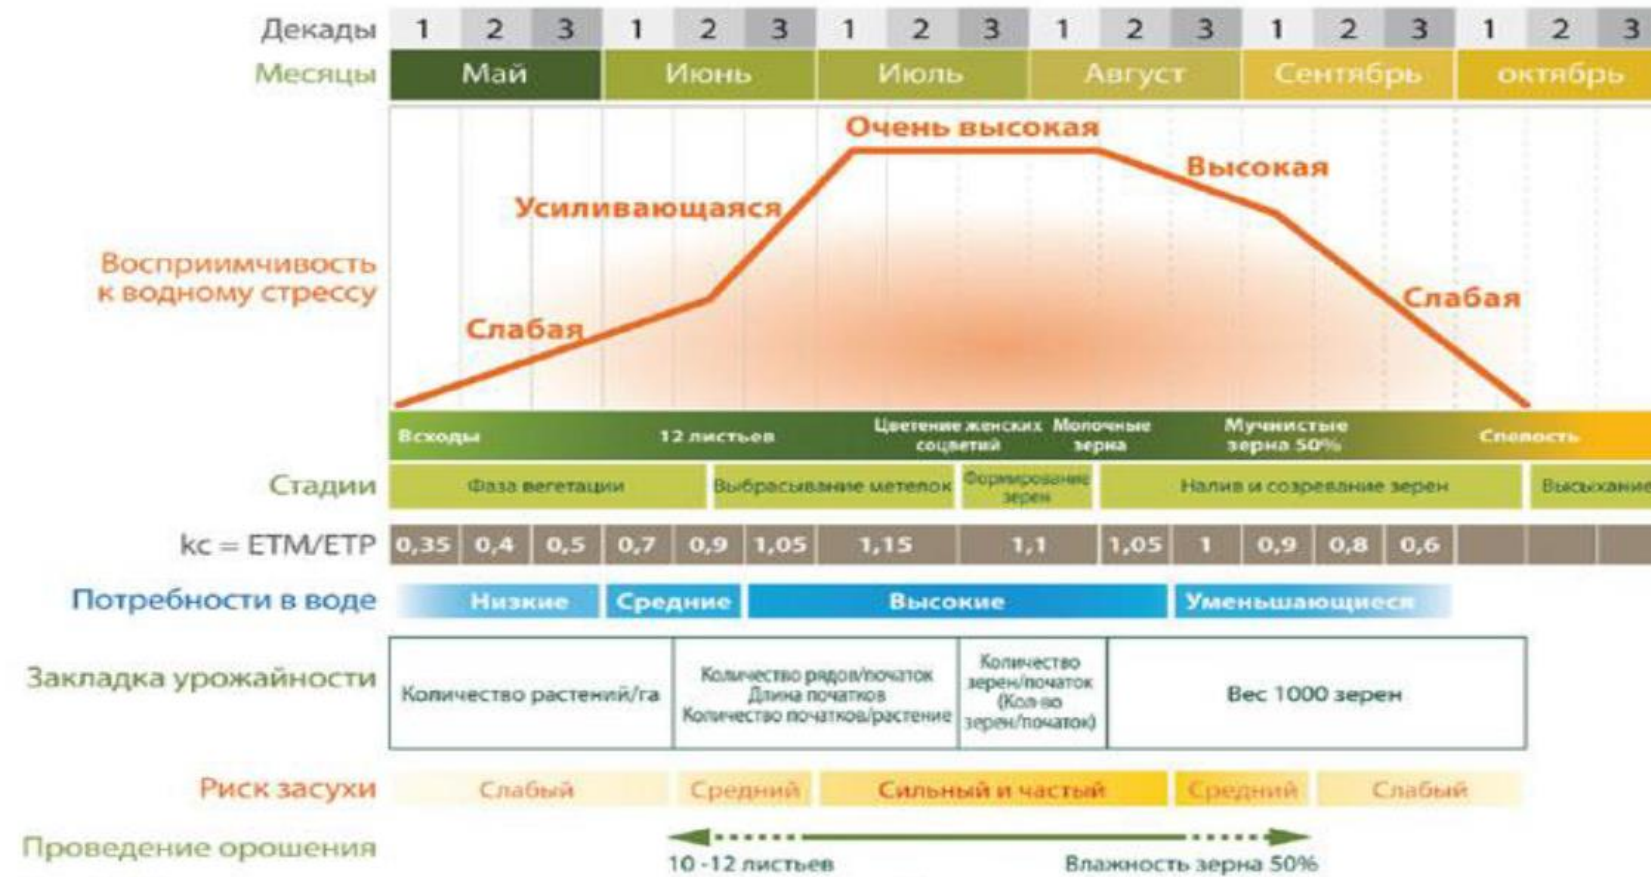 Декады 1 2 3 1 2 3 1 2 3 1 2 3 1 2 3 1 2 3
Месяцы Май Июнь Июль Август Сентябрь октябрь
Очень высокая
Высокая
Усиливающаяся
Восприимчивость
к водному стрессу
Слабая
Слабая
Всходы 12 листьев Цветение женских соцветий Молочные зерна Мучнистые зерна 50% Спелость
Стадии Фаза вегетации Выбрасывание метелок Формирование зерен Налив и созревание зерен Высыхание
kc = ETM/ETP 0,35 0,4 0,5 0,7 0,9 1,05 1,15 1,1 1,05 1 0,9 0,8 0,6
Потребности в воде Низкие Средние Высокие Уменьшающиеся
Закладка урожайности
Количество растений/га
Количество рядов/початок
Длина початков
Количество початков/растение
Количество
зерен/початок
(Кол-во
зерен/початок)
Вес 1000 зерен
Риск засухи Слабый Средний Сильный и частый Средний Слабый
Проведение орошения
10 -12 листьев Влажность зерна 50%